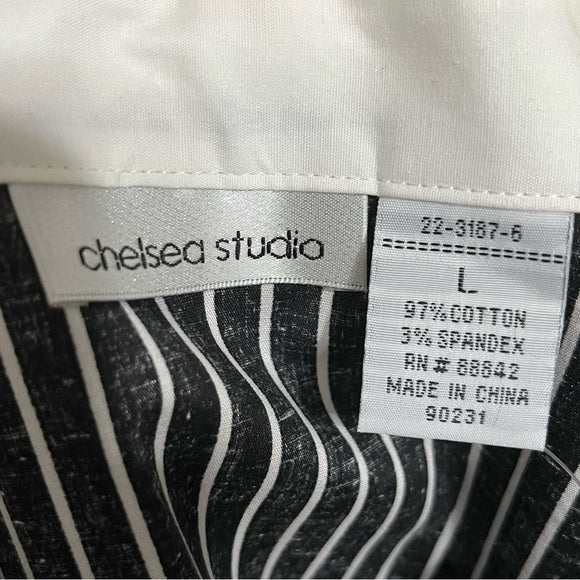 chelsea studio
22-3187-6
L
97% COTTON
3% SPANDEX
RN # 88842
MADE IN CHINA
90231